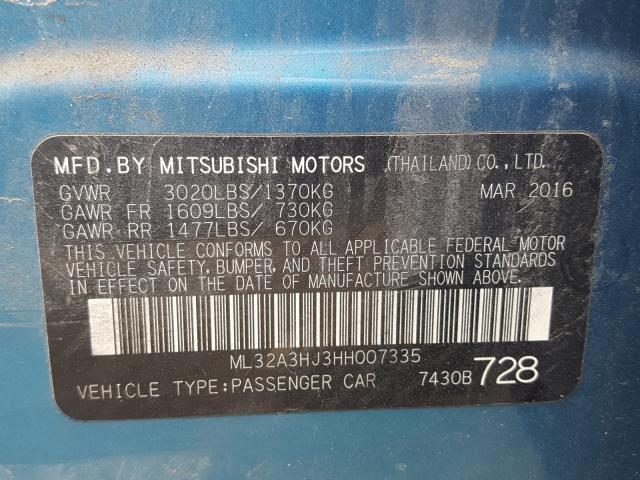 MFD. BY MITSUBISHI MOTORS (THAILAND) CO., LTD.
GVWR 3020LBS/1370KG MAR 2016
GAWR FR 1609LBS/ 730KG
GAWR RR 1477LBS/ 670KG
THIS VEHICLE CONFORMS TO ALL APPLICABLE FEDERAL MOTOR
VEHICLE SAFETY, BUMPER, AND THEFT PREVENTION STANDARDS
IN EFFECT ON THE DATE OF MANUFACTURE SHOWN ABOVE.
ML32A3HJ3HH007335
VEHICLE TYPE:PASSENGER CAR 7430B 728